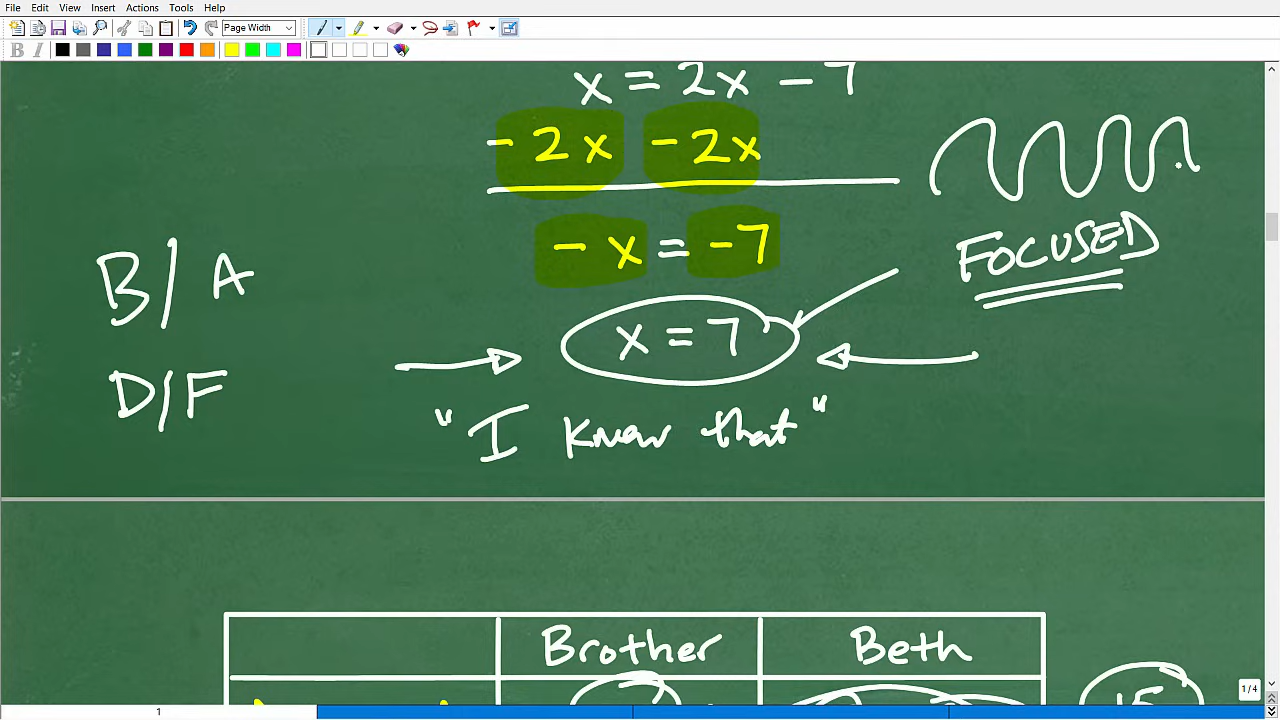 File Edit View Insert Actions Tools Help
Page Width
B I
x = 2x - 7
- 2x - 2x
- x = -7
x = 7
FOCUSED
B/A
D/F
"I know that"
Brother Beth
15
1/4
1